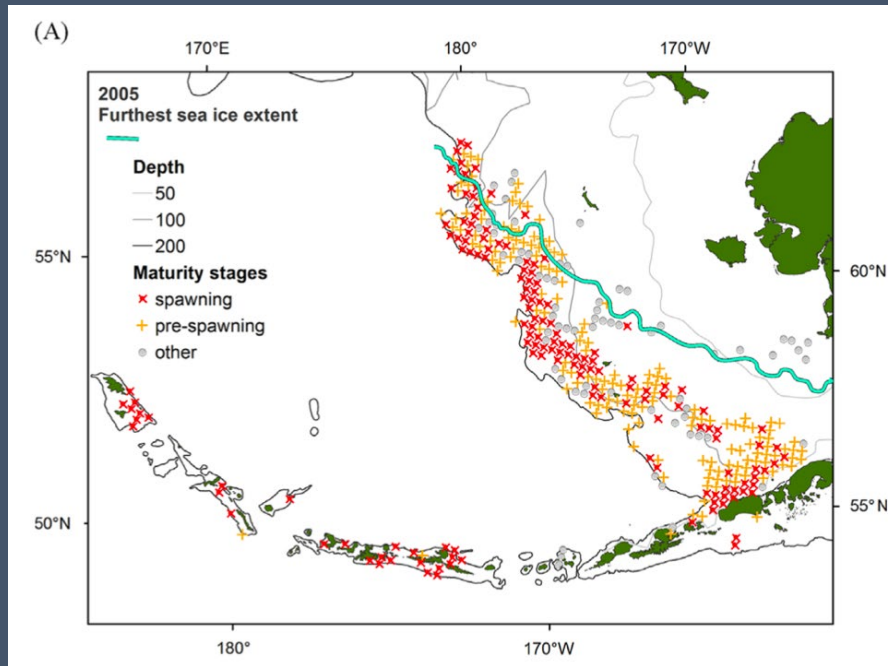 (A)
170°E 180° 170°W
2005
Furthest sea ice extent
Depth
50
100
200
55°N 60°N
Maturity stages
spawning
pre-spawning
other
50°N 55°N
180° 170°W